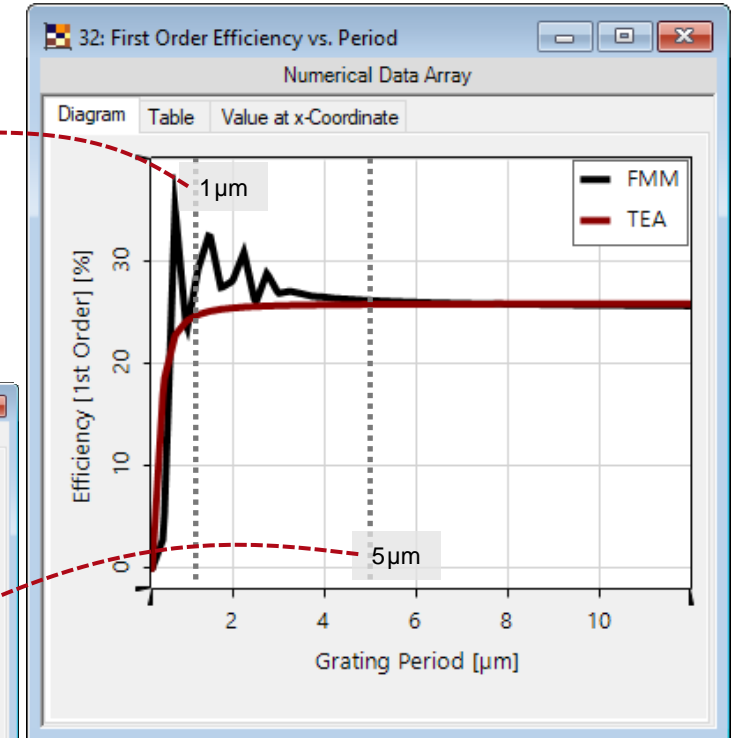 32: First Order Efficiency vs. Period
Numerical Data Array
Diagram Table Value at x-Coordinate
FMM
TEA
1µm
5µm
Efficiency [1st Order] [%]
30
20
10
0
2 4 6 8 10
Grating Period [µm]